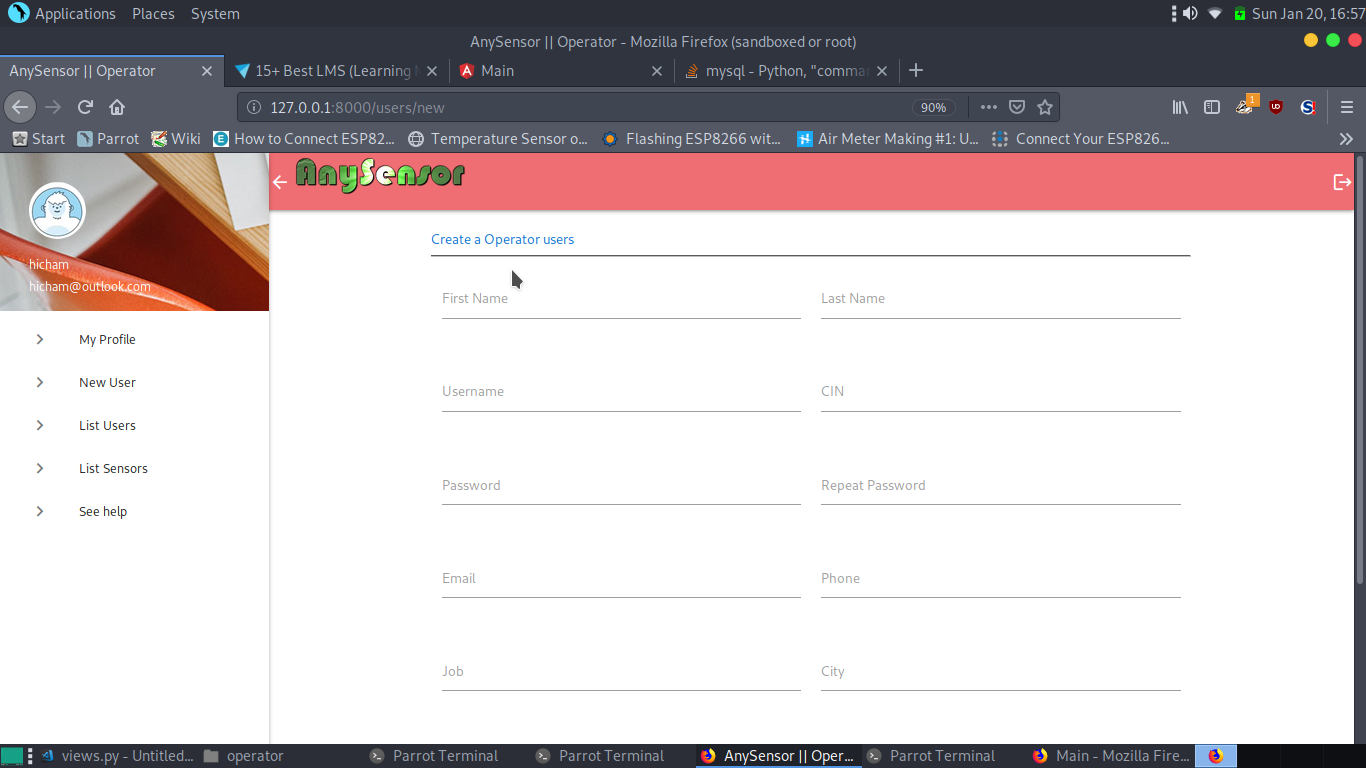 Applications Places System Sun Jan 20, 16:57
AnySensor || Operator - Mozilla Firefox (sandboxed or root)
AnySensor || Operator 15+ Best LMS (Learning Main mysql - Python, "comma
127.0.0.1:8000/users/new 90% 1
Start Parrot Wiki How to Connect ESP82... Temperature Sensor o... Flashing ESP8266 wit... Air Meter Making #1: U... Connect Your ESP826...
AnySensor
hicham
hicham@outlook.com
My Profile
New User
List Users
List Sensors
See help
Create a Operator users
First Name Last Name
Username CIN
Password Repeat Password
Email Phone
Job City
views.py - Untitled... operator Parrot Terminal Parrot Terminal AnySensor || Oper... Parrot Terminal Main - Mozilla Fire...